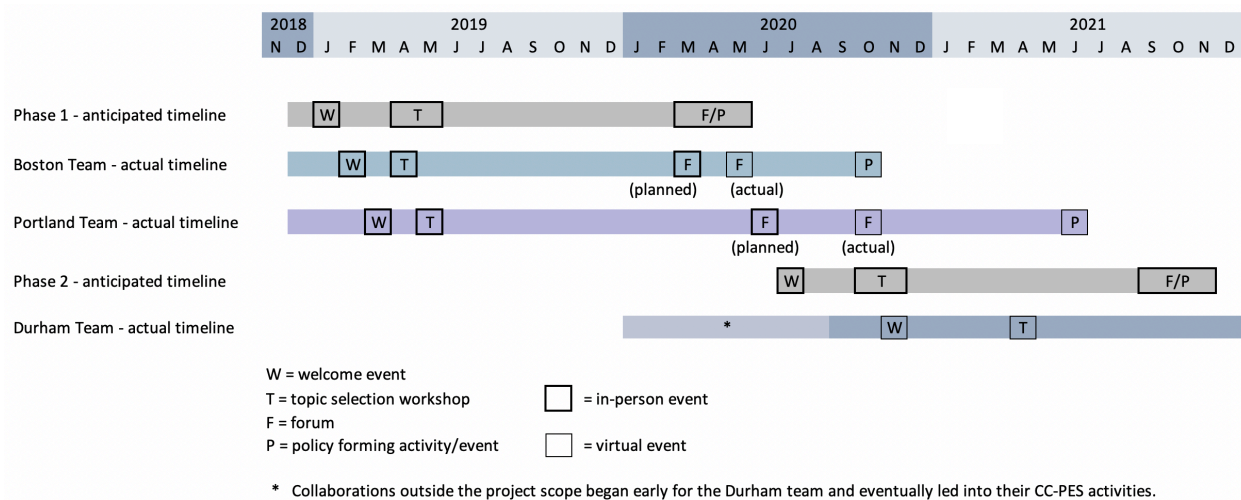 2018 2019 2020 2021
N D J F M A M J J A S O N D J F M A M J J A S O N D J F M A M J J A S O N D
Phase 1 - anticipated timeline W T F/P
Boston Team - actual timeline W T F F P
(planned) (actual)
Portland Team - actual timeline W T F F P
(planned) (actual)
Phase 2 - anticipated timeline W T F/P
Durham Team - actual timeline * W T
W = welcome event
T = topic selection workshop = in-person event
F = forum
P = policy forming activity/event = virtual event
* Collaborations outside the project scope began early for the Durham team and eventually led into their CC-PES activities.